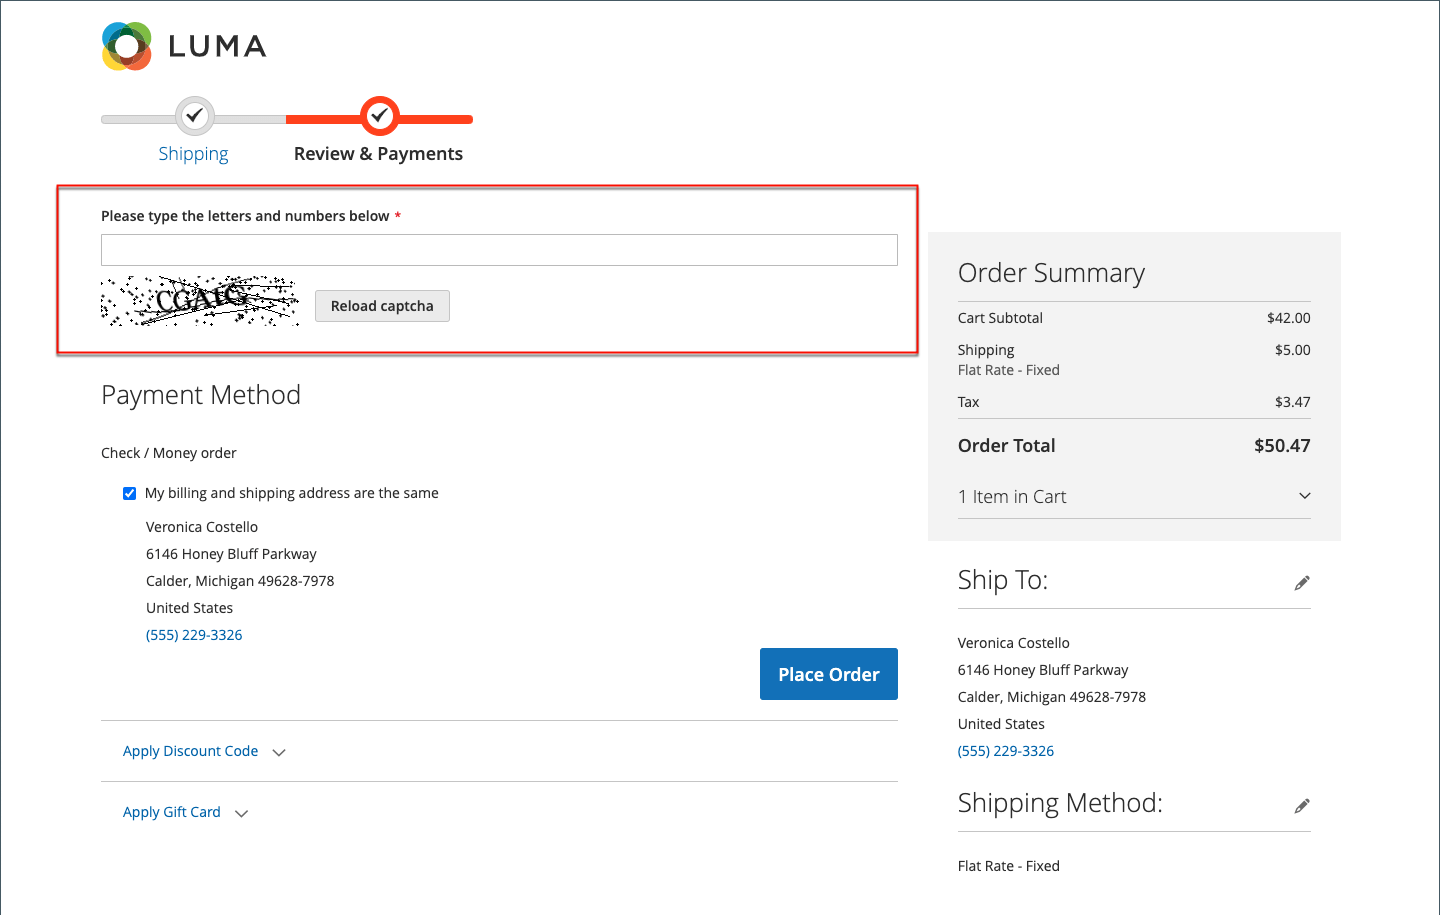 LUMA
Shipping
Review & Payments
Please type the letters and numbers below *
Reload captcha
Payment Method
Check / Money order
My billing and shipping address are the same
Veronica Costello
6146 Honey Bluff Parkway
Calder, Michigan 49628-7978
United States
(555) 229-3326
Place Order
Apply Discount Code
Apply Gift Card
Order Summary
Cart Subtotal $42.00
Shipping $5.00
Flat Rate - Fixed
Tax $3.47
Order Total $50.47
1 Item in Cart
Ship To:
Veronica Costello
6146 Honey Bluff Parkway
Calder, Michigan 49628-7978
United States
(555) 229-3326
Shipping Method:
Flat Rate - Fixed